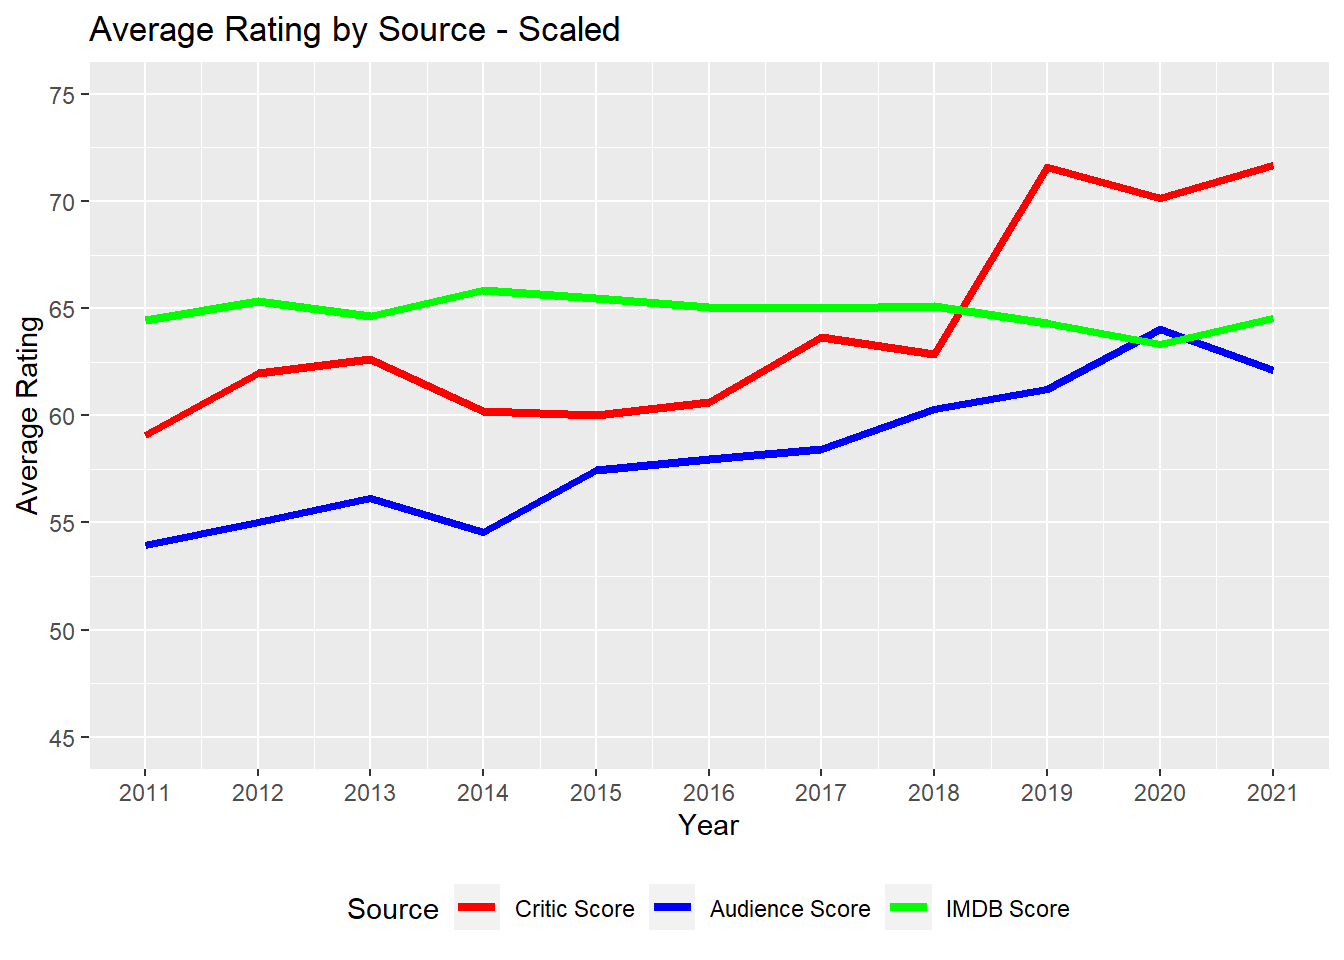 Average Rating by Source - Scaled
75
70
65
60
55
50
45
Average Rating
2011 2012 2013 2014 2015 2016 2017 2018 2019 2020 2021
Year
Source Critic Score Audience Score IMDB Score